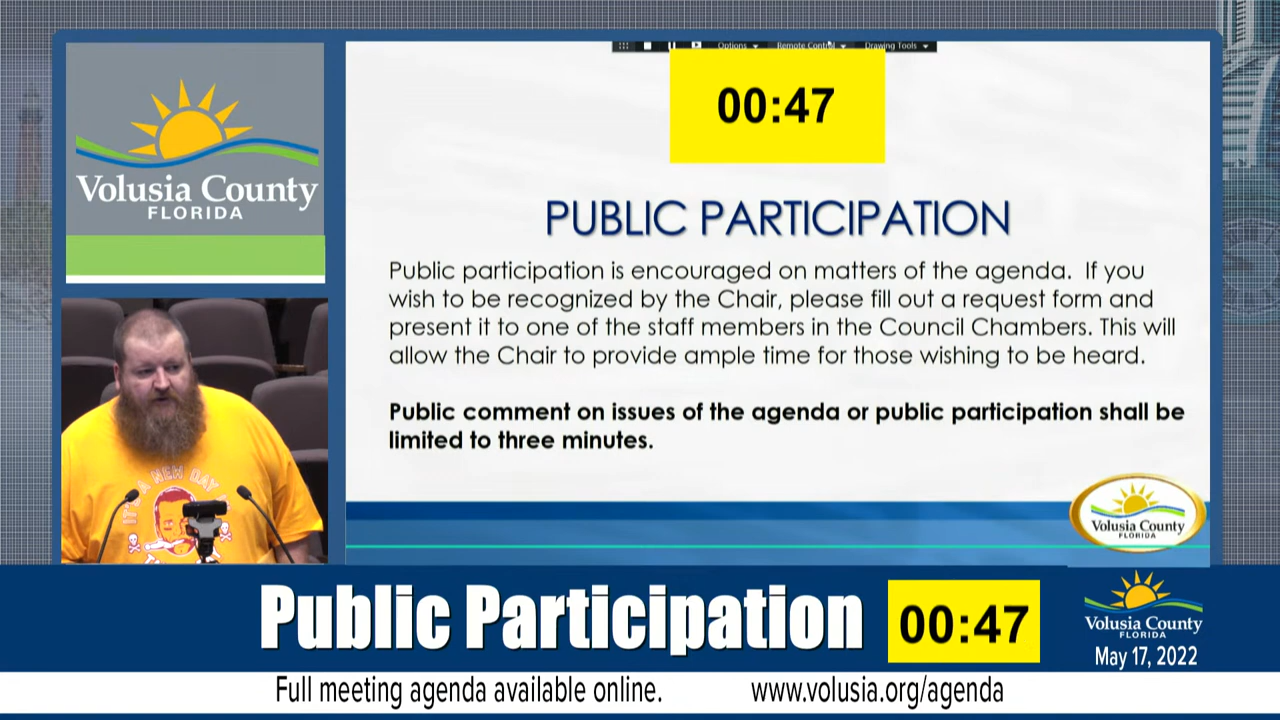 Volusia County
FLORIDA
Options
Remote Control
Drawing Tools
00:47
PUBLIC PARTICIPATION
Public participation is encouraged on matters of the agenda. If you
wish to be recognized by the Chair, please fill out a request form and
present it to one of the staff members in the Council Chambers. This will
allow the Chair to provide ample time for those wishing to be heard.
Public comment on issues of the agenda or public participation shall be
limited to three minutes.
Volusia County
FLORIDA
IT'S A NEW DAY
Public Participation
00:47
Volusia County
FLORIDA
May 17, 2022
Full meeting agenda available online.
www.volusia.org/agenda